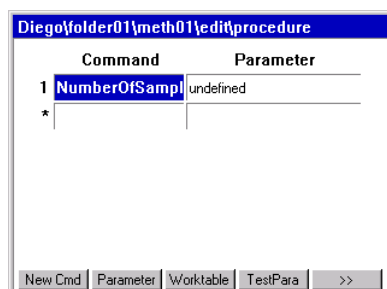 Diego\folder01\meth01\edit\procedure
Command Parameter
1 NumberOfSampl undefined
*
New Cmd Parameter Worktable TestPara >>